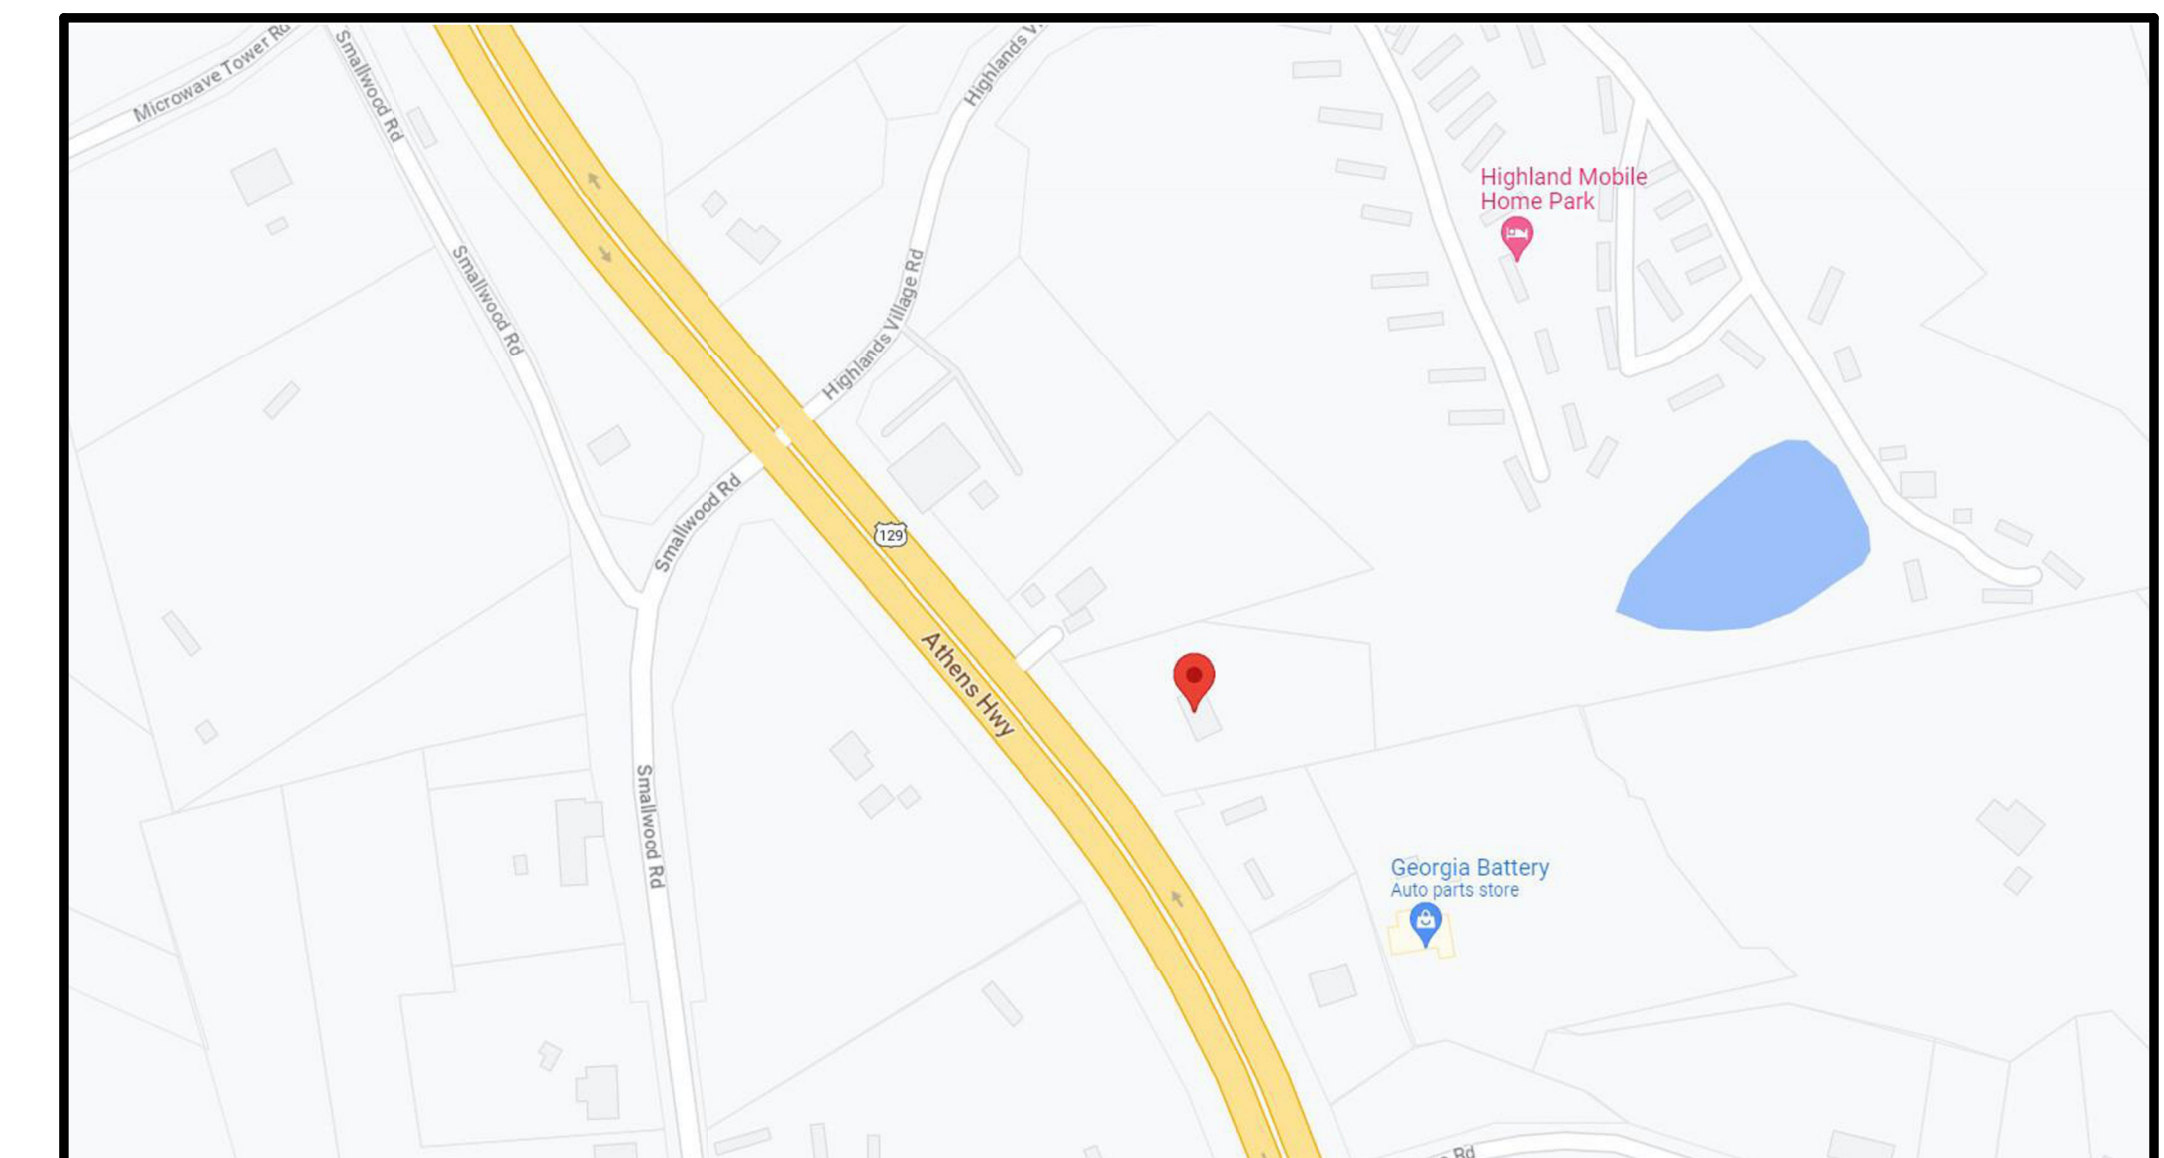 Microwave Tower Rd
Smallwood Rd
Highlands
Highland Mobile
Home Park
Smallwood Rd
Highlands Village Rd
Smallwood Rd
129
Athens Hwy
Smallwood Rd
Georgia Battery
Auto parts store
Rd